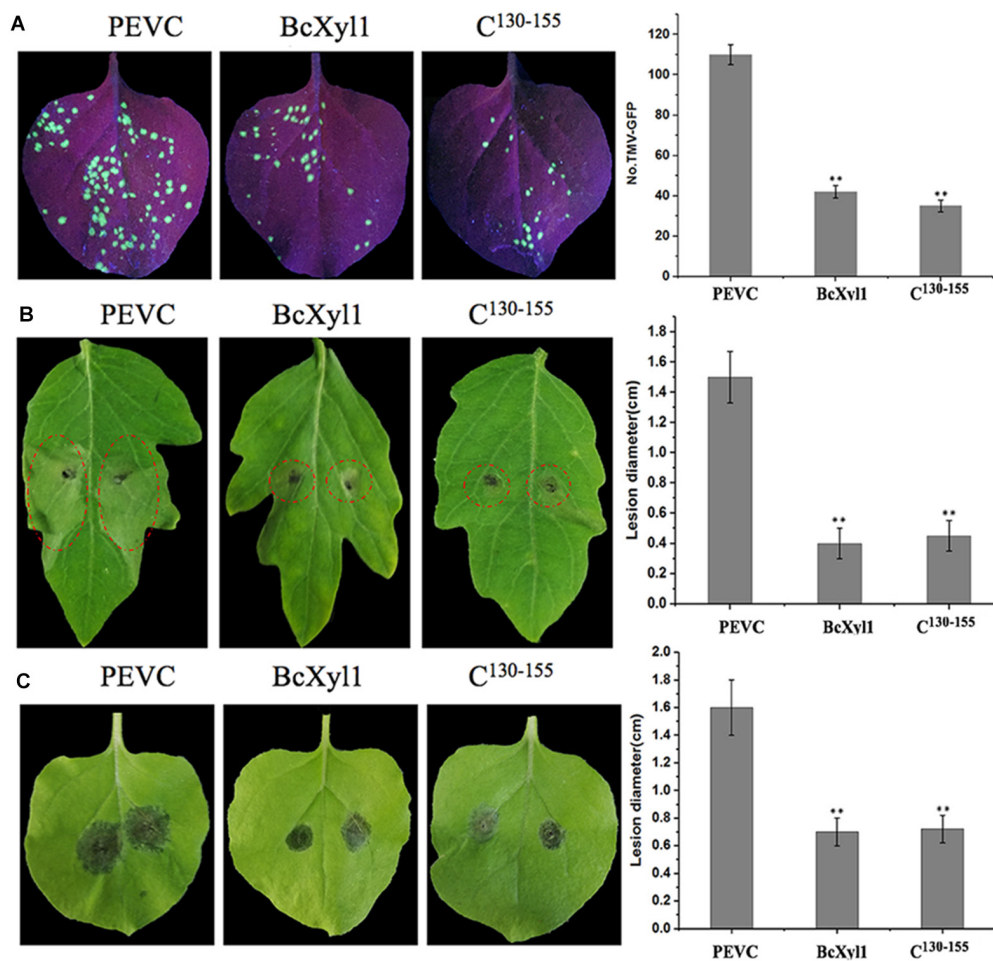 A
PEVC BcXyl1 C¹³⁰⁻¹⁵⁵
No.TMV-GFP
120
100
80
60
40
20
0
** **
PEVC BcXyl1 C¹³⁰⁻¹⁵⁵
B
PEVC BcXyl1 C¹³⁰⁻¹⁵⁵
Lesion diameter(cm)
1.8
1.6
1.4
1.2
1.0
0.8
0.6
0.4
0.2
0.0
** **
PEVC BcXyl1 C¹³⁰⁻¹⁵⁵
C
PEVC BcXyl1 C¹³⁰⁻¹⁵⁵
Lesion diameter(cm)
2.0
1.8
1.6
1.4
1.2
1.0
0.8
0.6
0.4
0.2
0.0
** **
PEVC BcXyl1 C¹³⁰⁻¹⁵⁵